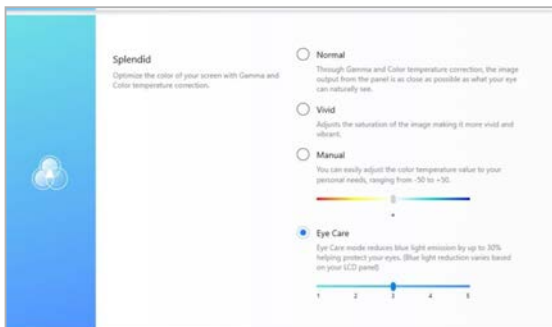 Splendid
Optimize the color of your screen with Gamma and
Color temperature correction.
Normal
Through Gamma and Color temperature correction, the image
output from the panel is as close as possible as what your eye
can naturally see.
Vivid
Adjusts the saturation of the image making it more vivid and
vibrant.
Manual
You can easily adjust the color temperature value to your
personal needs, ranging from -50 to +50.
Eye Care
Eye Care mode reduces blue light emission by up to 30%
helping protect your eyes. (Blue light reduction varies based
on your LCD panel)
1 2 3 4 5